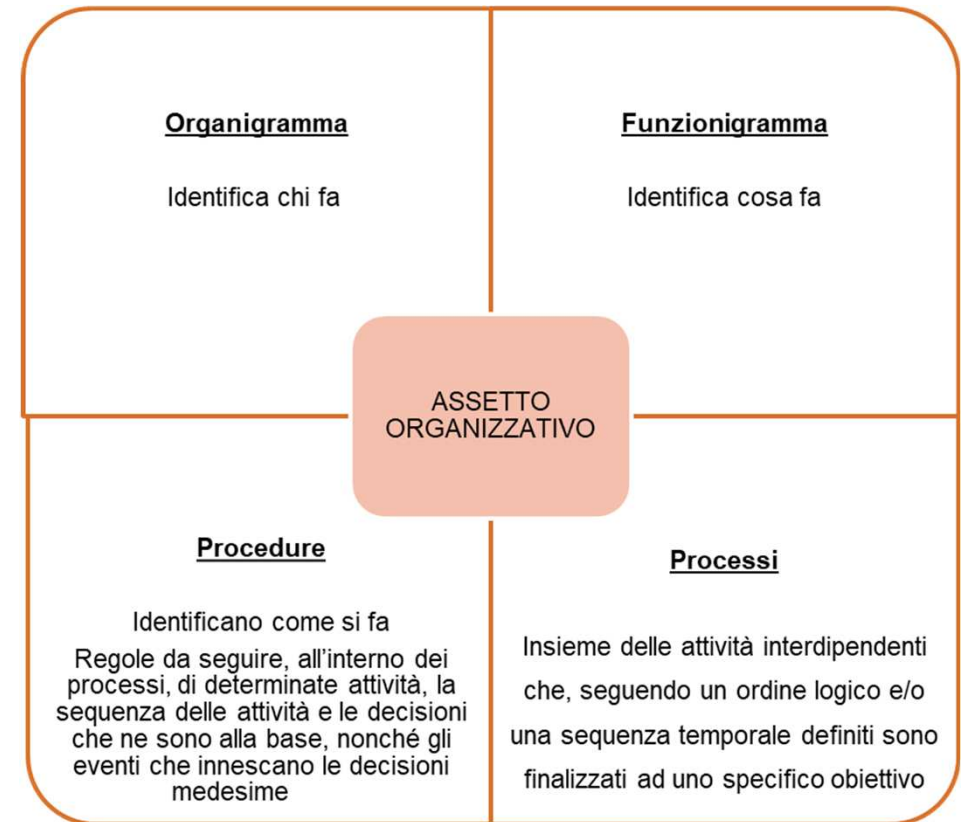 Organigramma
Identifica chi fa
Funzionigramma
Identifica cosa fa
ASSETTO
ORGANIZZATIVO
Procedure
Identificano come si fa
Regole da seguire, all'interno dei
processi, di determinate attività, la
sequenza delle attività e le decisioni
che ne sono alla base, nonché gli
eventi che innescano le decisioni
medesime
Processi
Insieme delle attività interdipendenti
che, seguendo un ordine logico e/o
una sequenza temporale definiti sono
finalizzati ad uno specifico obiettivo